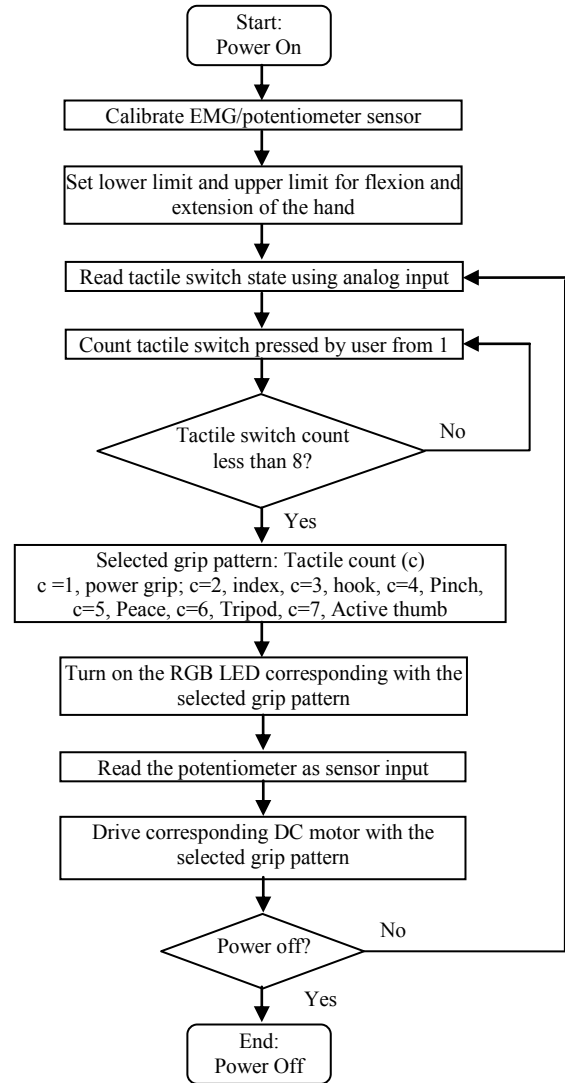 Start:
Power On
Calibrate EMG/potentiometer sensor
Set lower limit and upper limit for flexion and
extension of the hand
Read tactile switch state using analog input
Count tactile switch pressed by user from 1
Tactile switch count
less than 8?
No
Yes
Selected grip pattern: Tactile count (c)
c =1, power grip; c=2, index, c=3, hook, c=4, Pinch,
c=5, Peace, c=6, Tripod, c=7, Active thumb
Turn on the RGB LED corresponding with the
selected grip pattern
Read the potentiometer as sensor input
Drive corresponding DC motor with the
selected grip pattern
Power off?
No
Yes
End:
Power Off